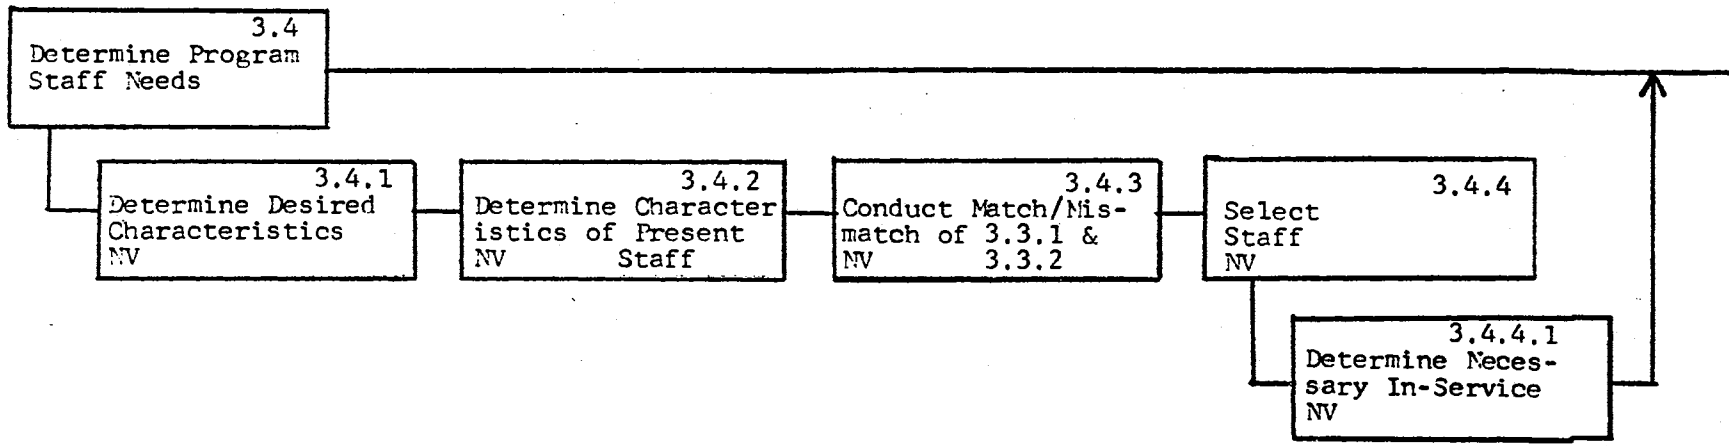 3.4
Determine Program
Staff Needs
3.4.1
Determine Desired
Characteristics
NV
3.4.2
Determine Character
istics of Present
NV Staff
3.4.3
Conduct Match/Mis-
match of 3.3.1 &
NV 3.3.2
3.4.4
Select
Staff
NV
3.4.4.1
Determine Neces-
sary In-Service
NV